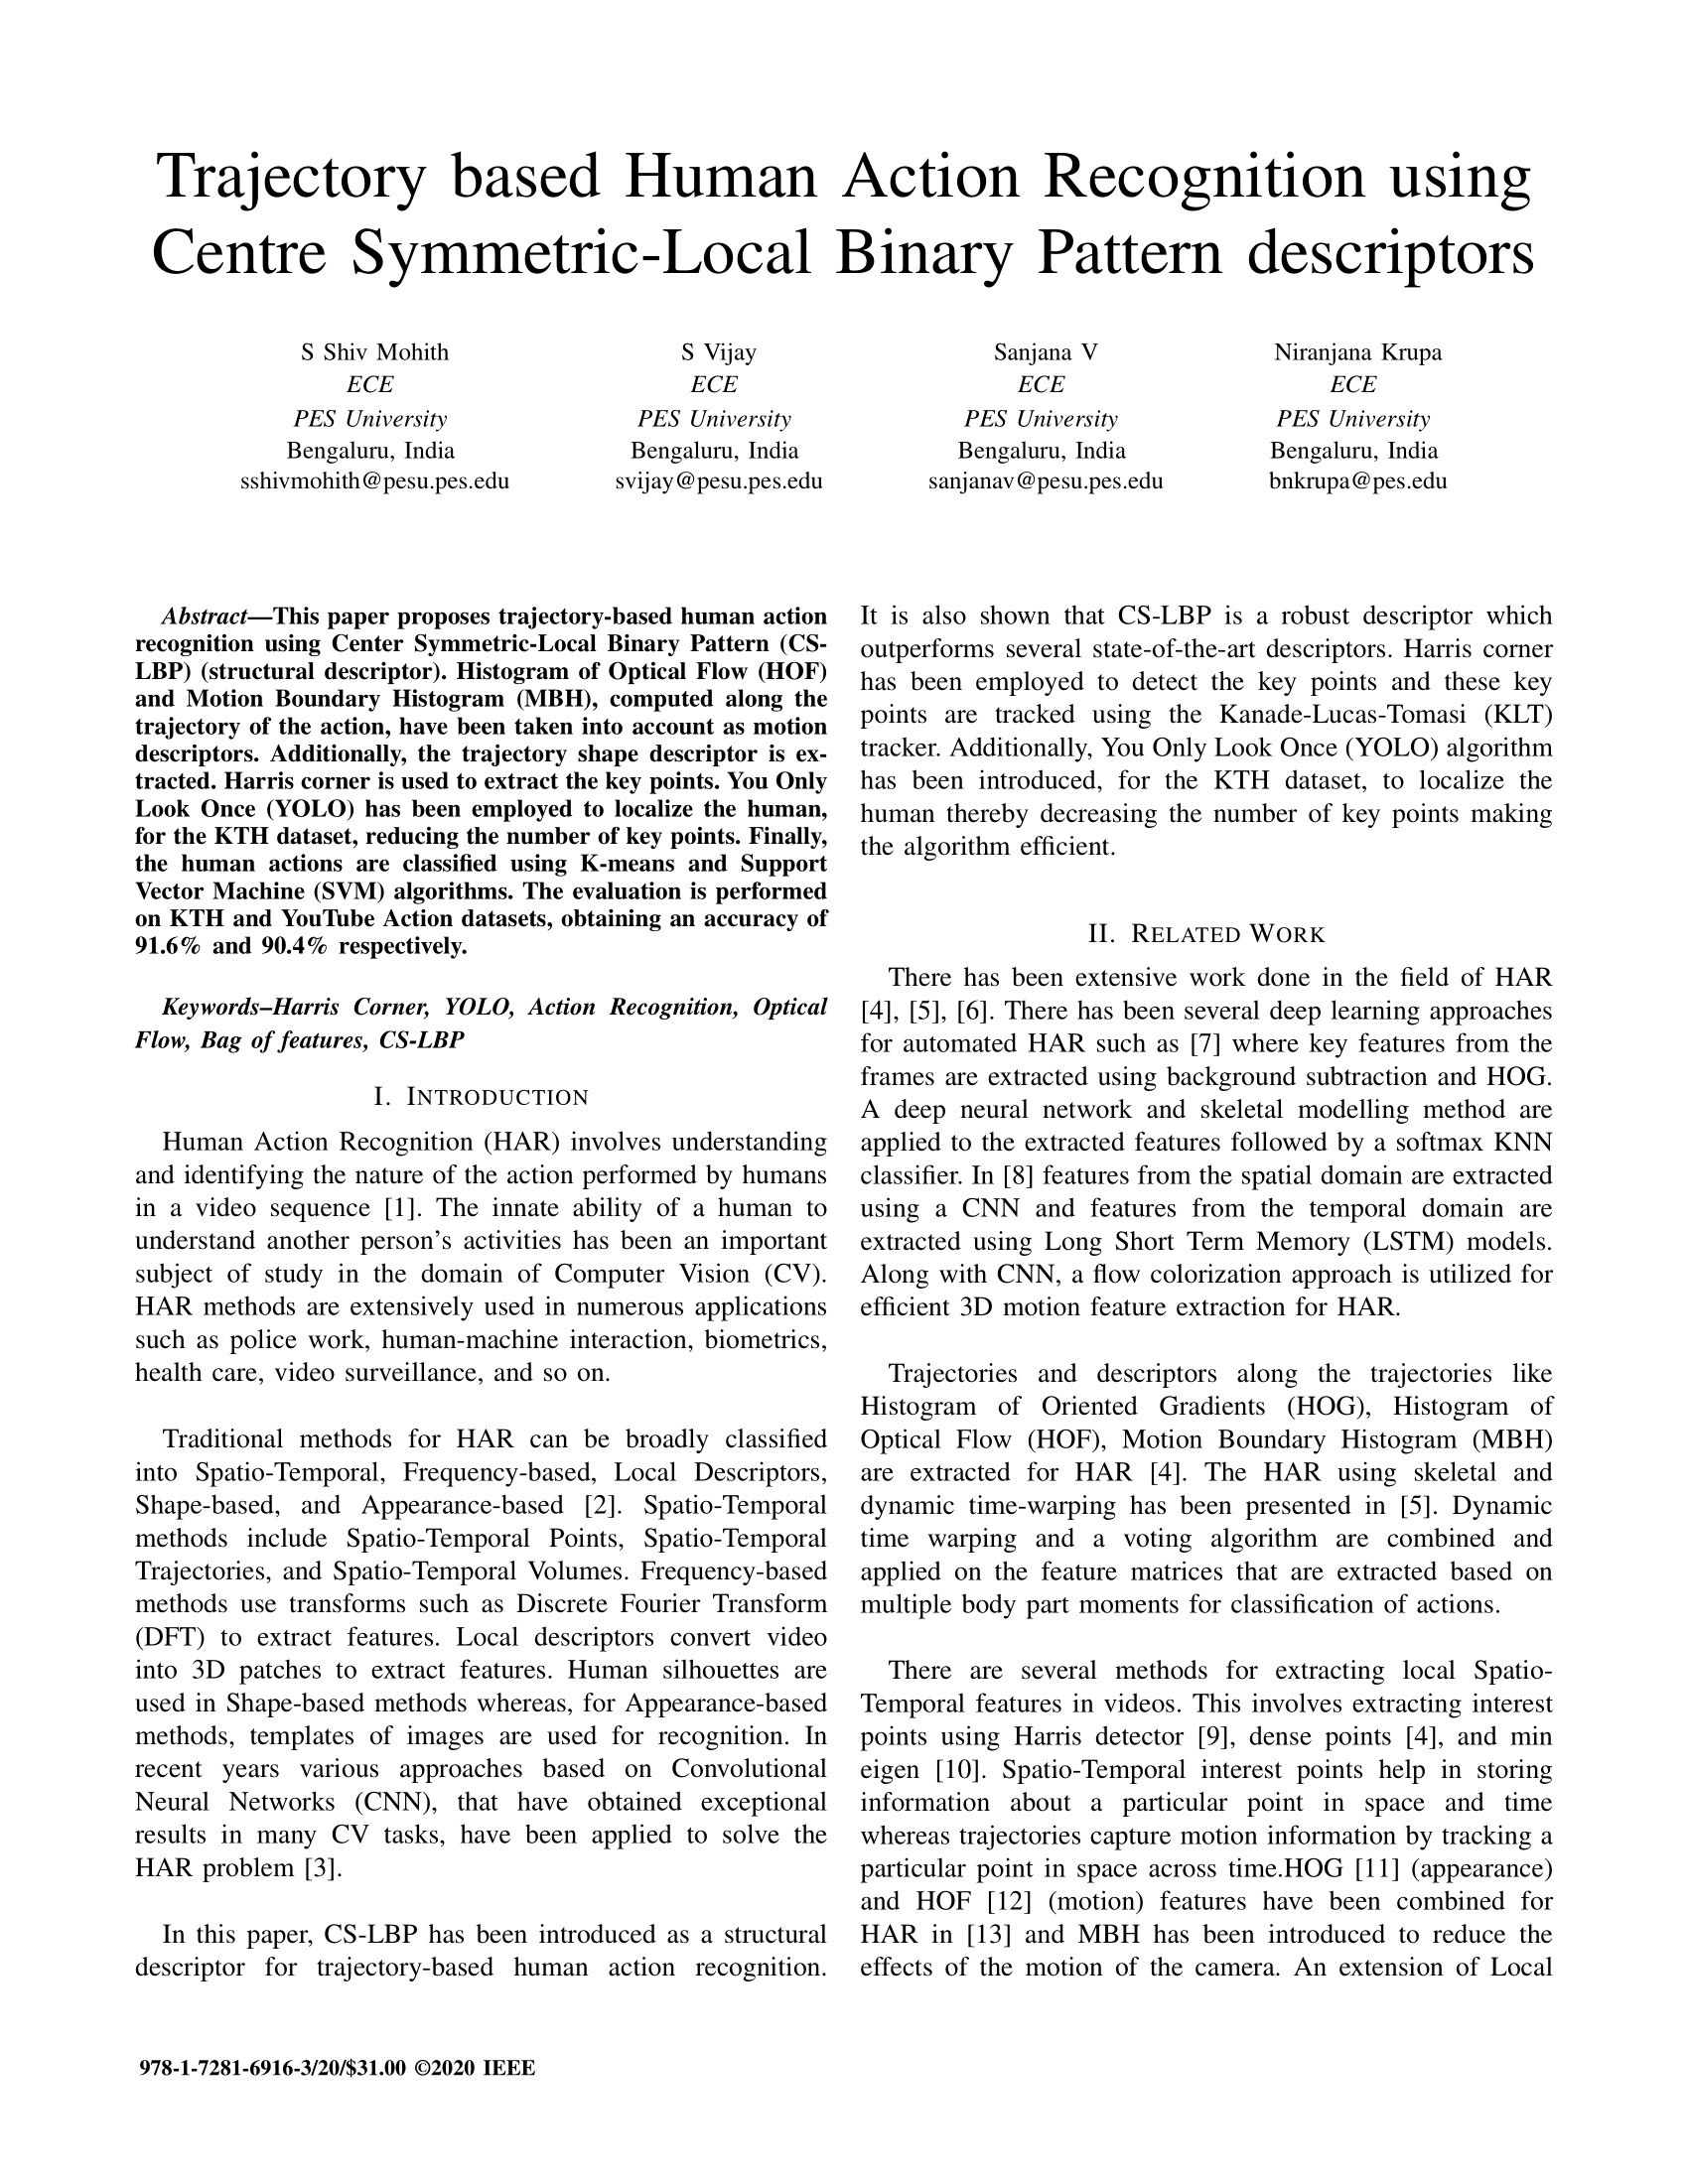 Trajectory based Human Action Recognition using
Centre Symmetric-Local Binary Pattern descriptors
S Shiv Mohith
ECE
PES University
Bengaluru, India
sshivmohith@pesu.pes.edu
S Vijay
ECE
PES University
Bengaluru, India
svijay@pesu.pes.edu
Sanjana V
ECE
PES University
Bengaluru, India
sanjanav@pesu.pes.edu
Niranjana Krupa
ECE
PES University
Bengaluru, India
bnkrupa@pes.edu
Abstract—This paper proposes trajectory-based human action
recognition using Center Symmetric-Local Binary Pattern (CS-
LBP) (structural descriptor). Histogram of Optical Flow (HOF)
and Motion Boundary Histogram (MBH), computed along the
trajectory of the action, have been taken into account as motion
descriptors. Additionally, the trajectory shape descriptor is ex-
tracted. Harris corner is used to extract the key points. You Only
Look Once (YOLO) has been employed to localize the human,
for the KTH dataset, reducing the number of key points. Finally,
the human actions are classified using K-means and Support
Vector Machine (SVM) algorithms. The evaluation is performed
on KTH and YouTube Action datasets, obtaining an accuracy of
91.6% and 90.4% respectively.
Keywords–Harris Corner, YOLO, Action Recognition, Optical
Flow, Bag of features, CS-LBP
I. INTRODUCTION
Human Action Recognition (HAR) involves understanding
and identifying the nature of the action performed by humans
in a video sequence [1]. The innate ability of a human to
understand another person's activities has been an important
subject of study in the domain of Computer Vision (CV).
HAR methods are extensively used in numerous applications
such as police work, human-machine interaction, biometrics,
health care, video surveillance, and so on.
Traditional methods for HAR can be broadly classified
into Spatio-Temporal, Frequency-based, Local Descriptors,
Shape-based, and Appearance-based [2]. Spatio-Temporal
methods include Spatio-Temporal Points, Spatio-Temporal
Trajectories, and Spatio-Temporal Volumes. Frequency-based
methods use transforms such as Discrete Fourier Transform
(DFT) to extract features. Local descriptors convert video
into 3D patches to extract features. Human silhouettes are
used in Shape-based methods whereas, for Appearance-based
methods, templates of images are used for recognition. In
recent years various approaches based on Convolutional
Neural Networks (CNN), that have obtained exceptional
results in many CV tasks, have been applied to solve the
HAR problem [3].
In this paper, CS-LBP has been introduced as a structural
descriptor for trajectory-based human action recognition.
It is also shown that CS-LBP is a robust descriptor which
outperforms several state-of-the-art descriptors. Harris corner
has been employed to detect the key points and these key
points are tracked using the Kanade-Lucas-Tomasi (KLT)
tracker. Additionally, You Only Look Once (YOLO) algorithm
has been introduced, for the KTH dataset, to localize the
human thereby decreasing the number of key points making
the algorithm efficient.
II. RELATED WORK
There has been extensive work done in the field of HAR
[4], [5], [6]. There has been several deep learning approaches
for automated HAR such as [7] where key features from the
frames are extracted using background subtraction and HOG.
A deep neural network and skeletal modelling method are
applied to the extracted features followed by a softmax KNN
classifier. In [8] features from the spatial domain are extracted
using a CNN and features from the temporal domain are
extracted using Long Short Term Memory (LSTM) models.
Along with CNN, a flow colorization approach is utilized for
efficient 3D motion feature extraction for HAR.
Trajectories and descriptors along the trajectories like
Histogram of Oriented Gradients (HOG), Histogram of
Optical Flow (HOF), Motion Boundary Histogram (MBH)
are extracted for HAR [4]. The HAR using skeletal and
dynamic time-warping has been presented in [5]. Dynamic
time warping and a voting algorithm are combined and
applied on the feature matrices that are extracted based on
multiple body part moments for classification of actions.
There are several methods for extracting local Spatio-
Temporal features in videos. This involves extracting interest
points using Harris detector [9], dense points [4], and min
eigen [10]. Spatio-Temporal interest points help in storing
information about a particular point in space and time
whereas trajectories capture motion information by tracking a
particular point in space across time.HOG [11] (appearance)
and HOF [12] (motion) features have been combined for
HAR in [13] and MBH has been introduced to reduce the
effects of the motion of the camera. An extension of Local
978-1-7281-6916-3/20/$31.00 ©2020 IEEE